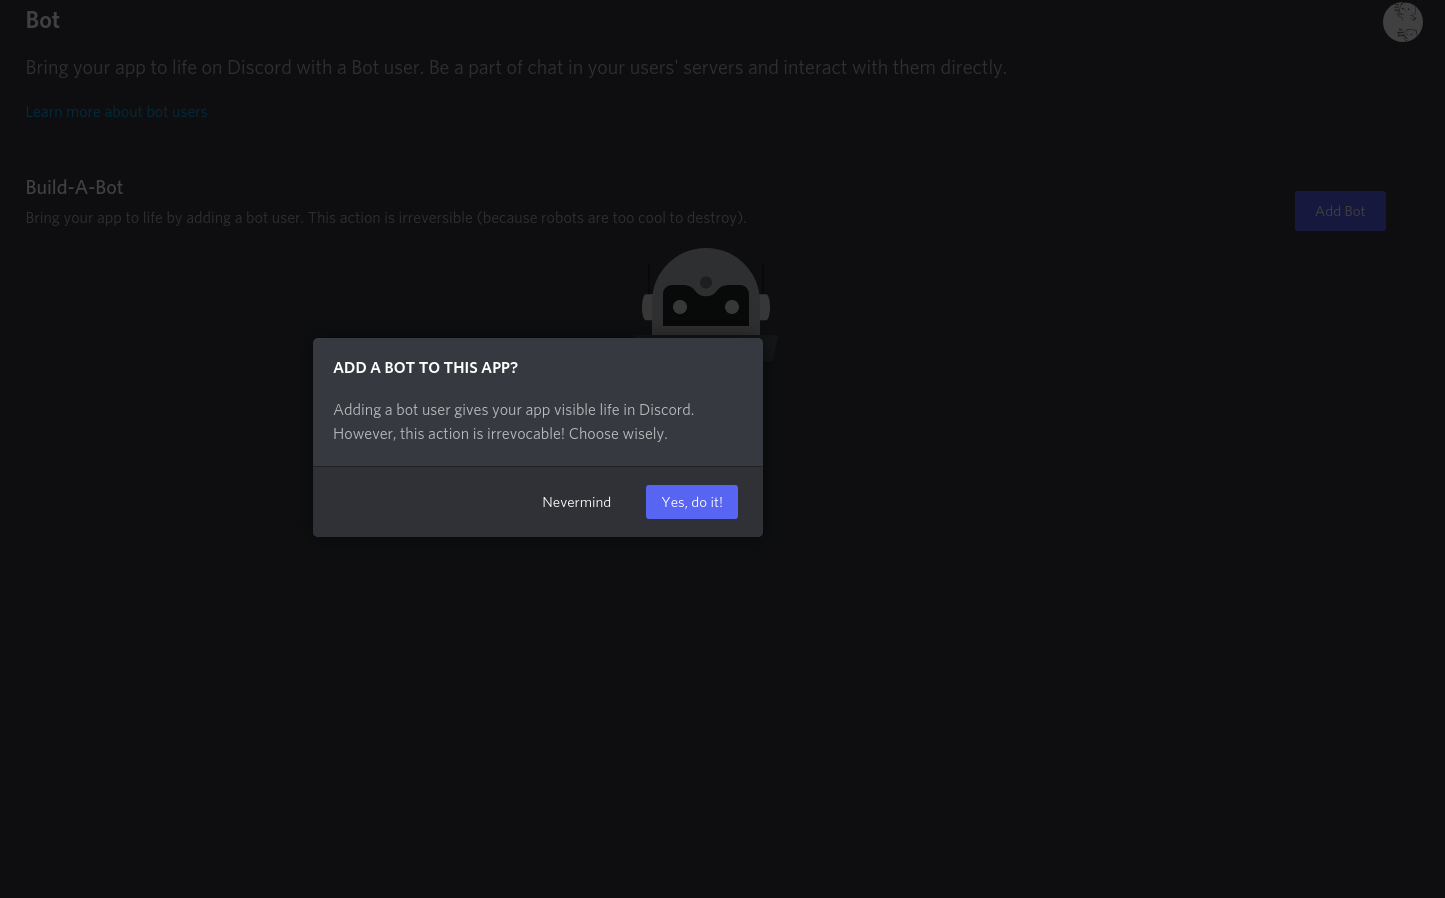 Bot
Bring your app to life on Discord with a Bot user. Be a part of chat in your users' servers and interact with them directly.
Learn more about bot users
Build-A-Bot
Bring your app to life by adding a bot user. This action is irreversible (because robots are too cool to destroy).
Add Bot
ADD A BOT TO THIS APP?
Adding a bot user gives your app visible life in Discord.
However, this action is irrevocable! Choose wisely.
Nevermind
Yes, do it!